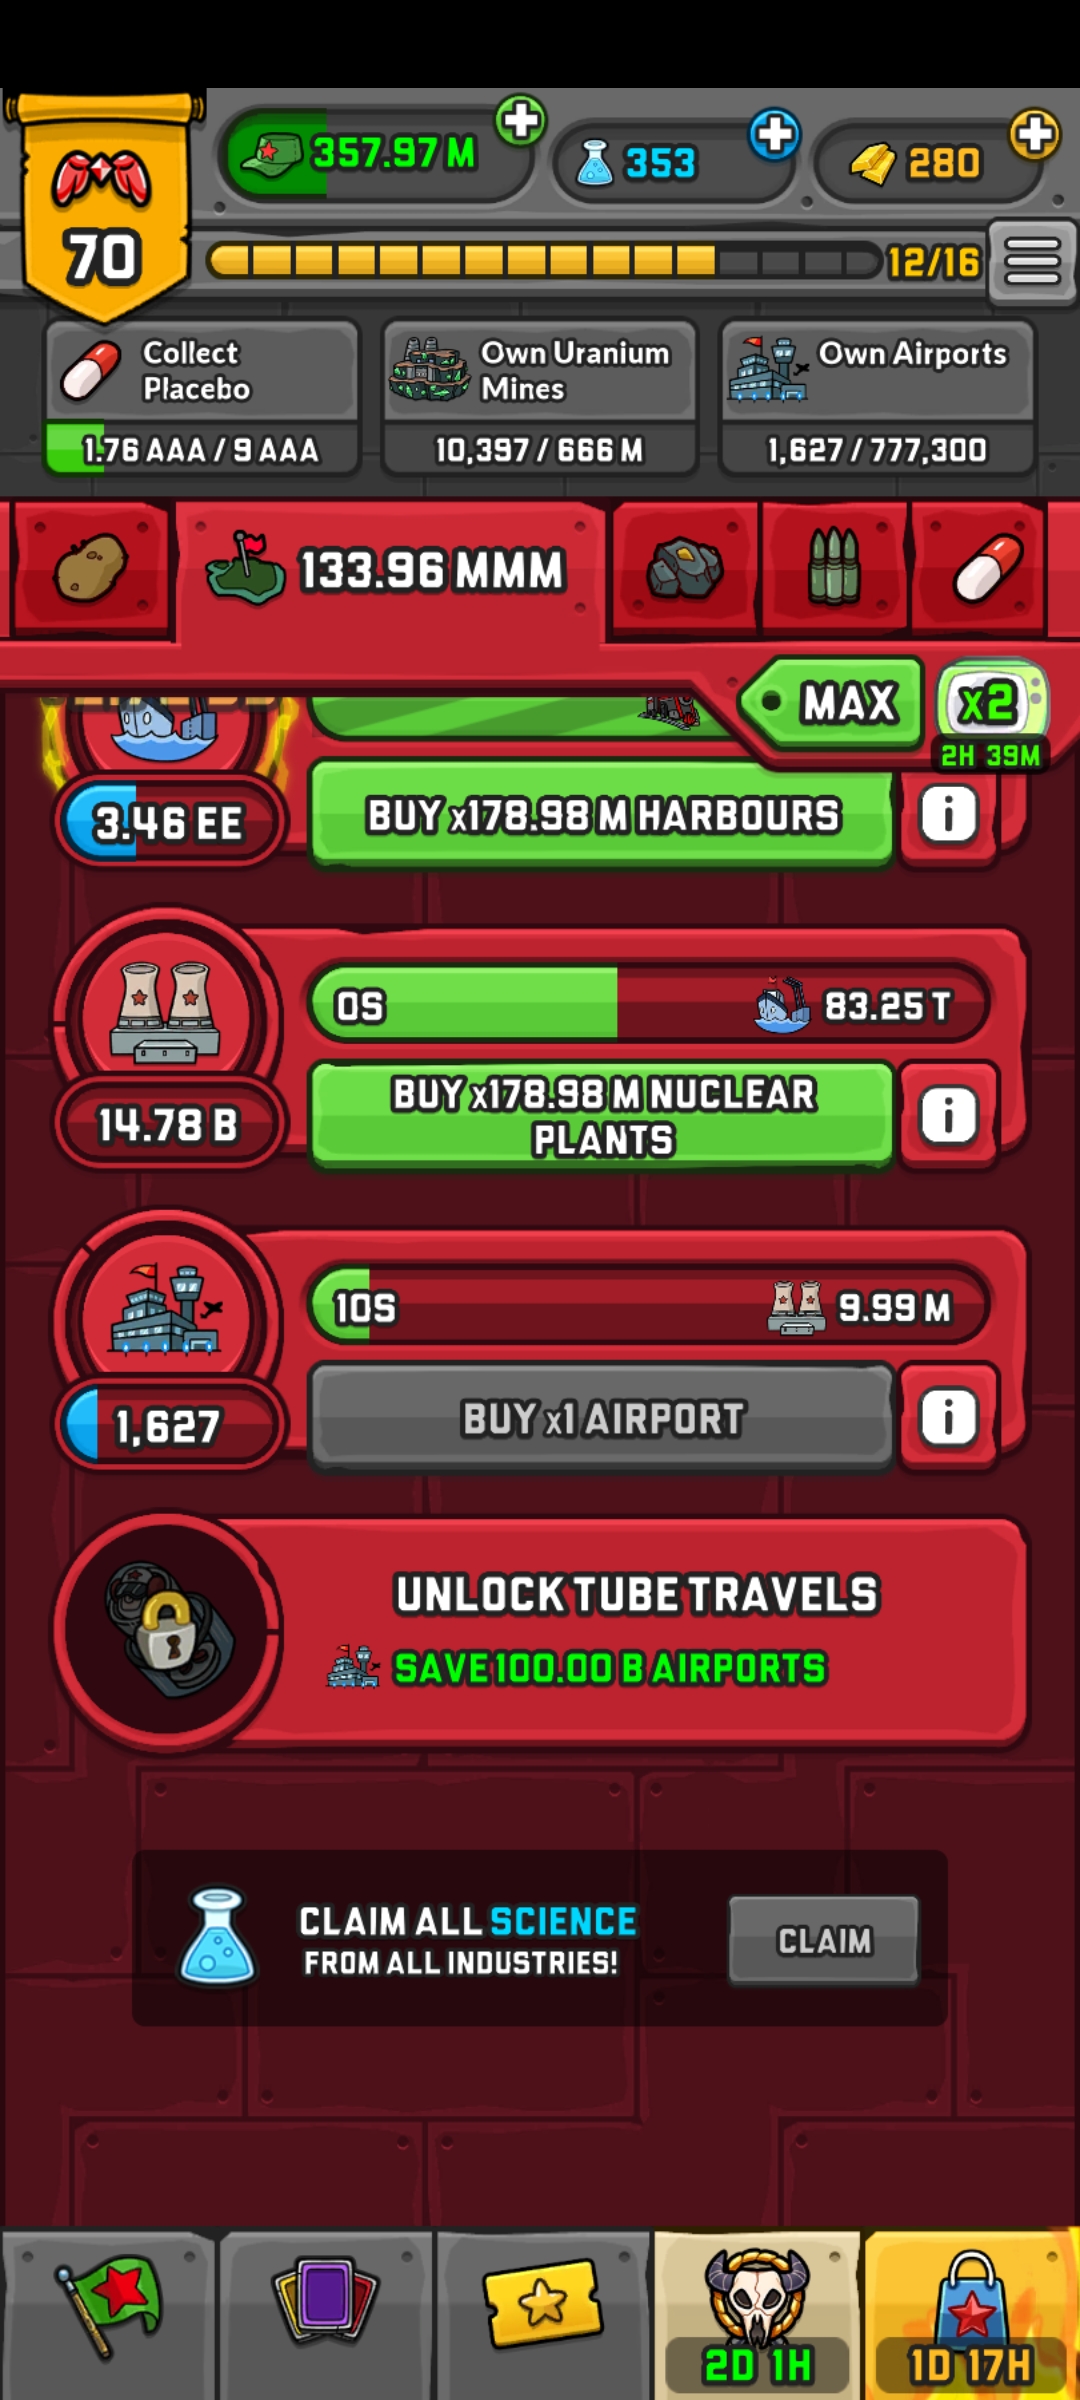 357.97 M
353
280
70
12/16
Collect
Placebo
1.76 AAA / 9 AAA
Own Uranium
Mines
10,397 / 666 M
Own Airports
1,627 / 777,300
133.96 MMM
MAX
x2
2H 39M
3.46 EE
BUY x178.98 M HARBOURS
i
0S
83.25 T
14.78 B
BUY x178.98 M NUCLEAR
PLANTS
i
10S
9.99 M
1,627
BUY x1 AIRPORT
i
UNLOCK TUBE TRAVELS
SAVE 100.00 B AIRPORTS
CLAIM ALL SCIENCE
FROM ALL INDUSTRIES!
CLAIM
2D 1H
1D 17H